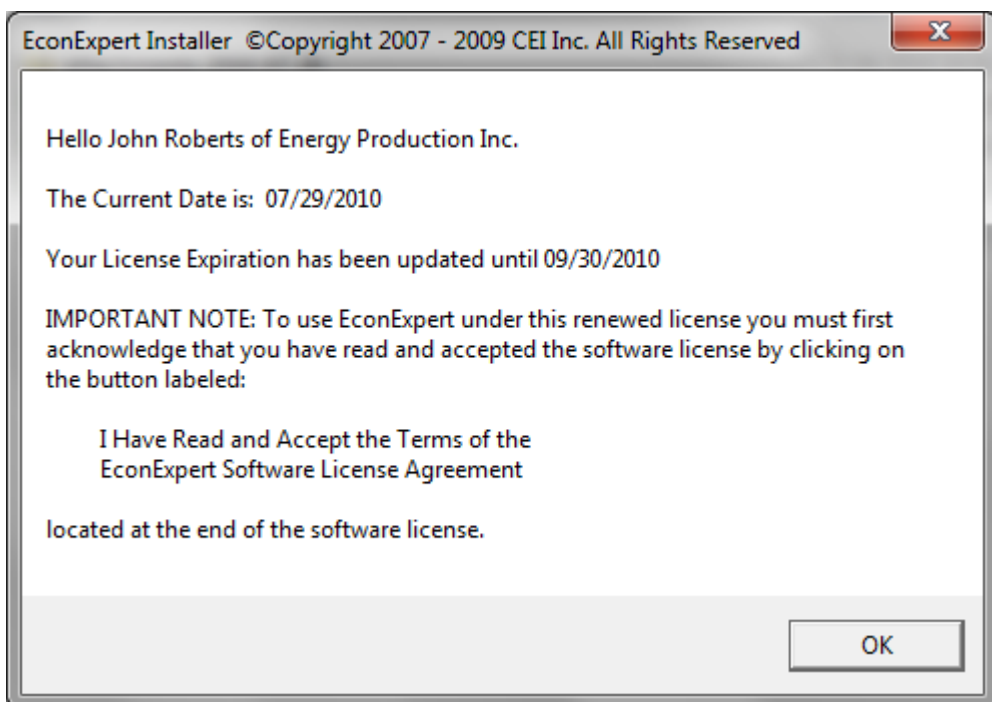 EconExpert Installer ©Copyright 2007 - 2009 CEI Inc. All Rights Reserved
Hello John Roberts of Energy Production Inc.
The Current Date is: 07/29/2010
Your License Expiration has been updated until 09/30/2010
IMPORTANT NOTE: To use EconExpert under this renewed license you must first
acknowledge that you have read and accepted the software license by clicking on
the button labeled:
I Have Read and Accept the Terms of the
EconExpert Software License Agreement
located at the end of the software license.
OK